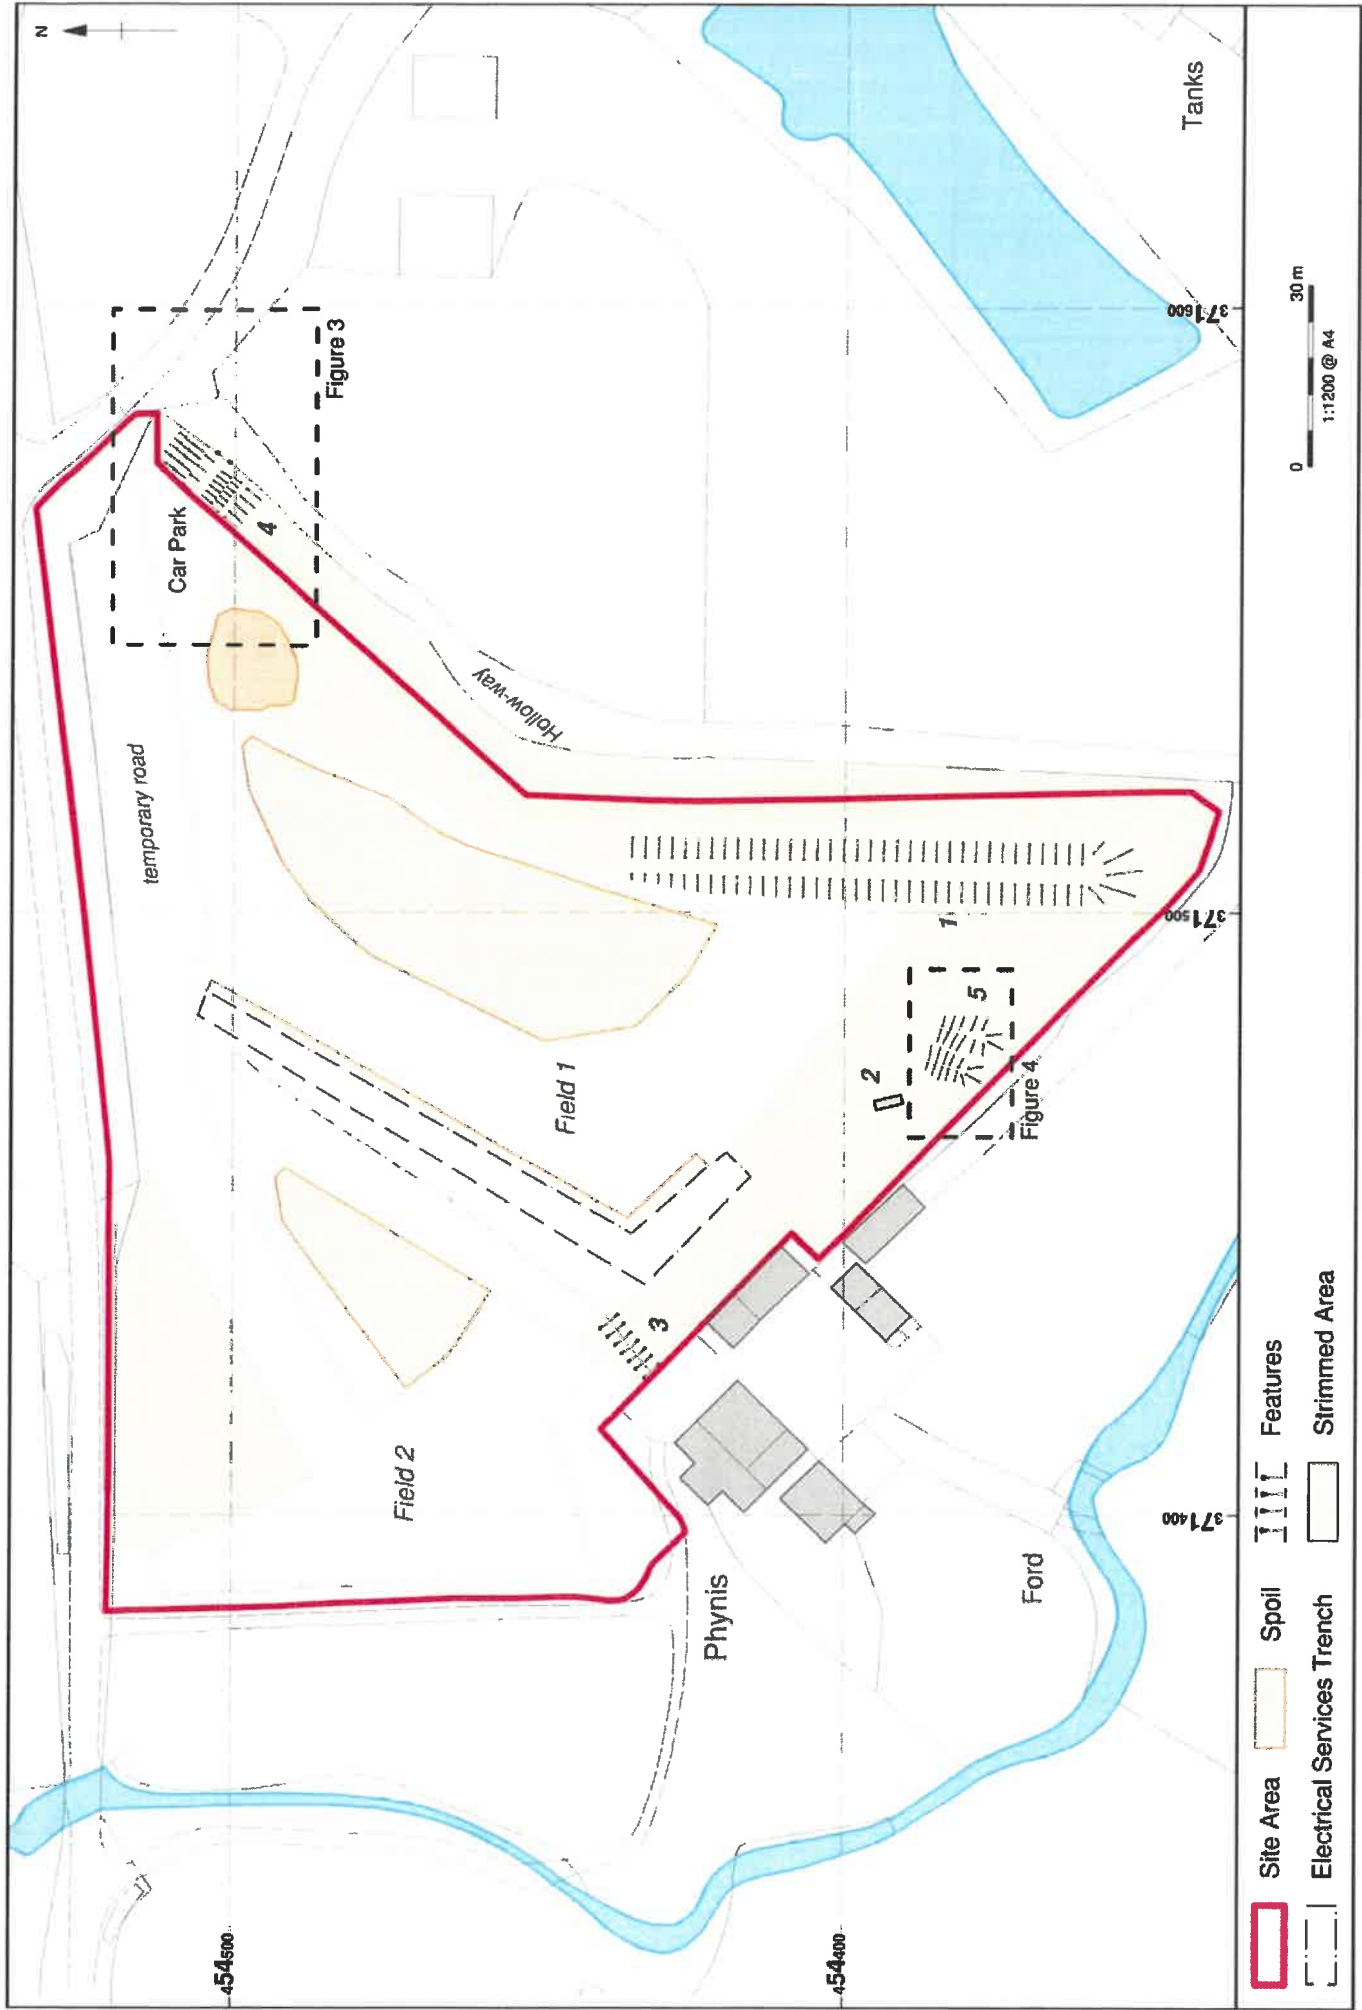 N
Tanks
Figure 3
Car Park
4
temporary road
Hollow-way
Field 1
1
5
2
Figure 4
3
Field 2
Phynis
Ford
454500
454400
371400
371500
371600
Site Area
Spoil
Features
Electrical Services Trench
Strimmed Area
0 30 m
1:1200 @ A4